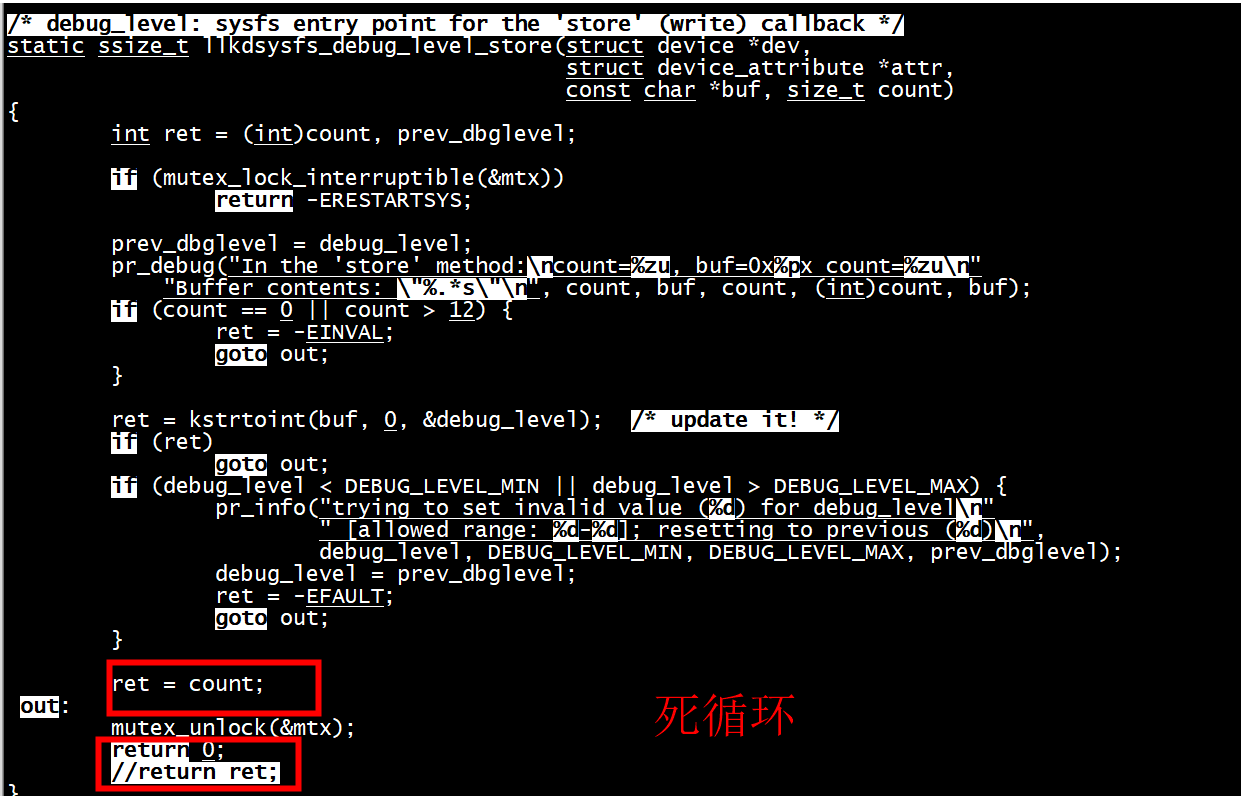 /* debug_level: sysfs entry point for the 'store' (write) callback */
static ssize_t llkdsysfs_debug_level_store(struct device *dev,
struct device_attribute *attr,
const char *buf, size_t count)
{
int ret = (int)count, prev_dbglevel;
if (mutex_lock_interruptible(&mtx))
return -ERESTARTSYS;
prev_dbglevel = debug_level;
pr_debug("In the 'store' method:\ncount=%zu, buf=0x%px count=%zu\n"
"Buffer contents: \"%.*s\"\n", count, buf, count, (int)count, buf);
if (count == 0 || count > 12) {
ret = -EINVAL;
goto out;
}
ret = kstrtoint(buf, 0, &debug_level);  /* update it! */
if (ret)
goto out;
if (debug_level < DEBUG_LEVEL_MIN || debug_level > DEBUG_LEVEL_MAX) {
pr_info("trying to set invalid value (%d) for debug_level\n"
" [allowed range: %d-%d]; resetting to previous (%d)\n",
debug_level, DEBUG_LEVEL_MIN, DEBUG_LEVEL_MAX, prev_dbglevel);
debug_level = prev_dbglevel;
ret = -EFAULT;
goto out;
}
ret = count;
out:
死循环
mutex_unlock(&mtx);
return 0;
//return ret;
}